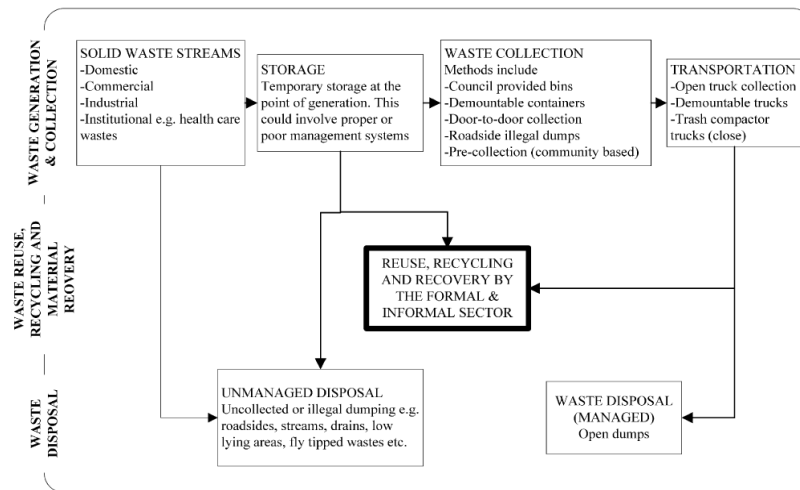 WASTE GENERATION
& COLLECTION
SOLID WASTE STREAMS
-Domestic
-Commercial
-Industrial
-Institutional e.g. health care
wastes
STORAGE
Temporary storage at the
point of generation. This
could involve proper or
poor management systems
WASTE COLLECTION
Methods include
-Council provided bins
-Demountable containers
-Door-to-door collection
-Roadside illegal dumps
-Pre-collection (community based)
TRANSPORTATION
-Open truck collection
-Demountable trucks
-Trash compactor
trucks (close)
WASTE REUSE,
RECYCLING AND
MATERIAL
REOVERY
REUSE, RECYCLING
AND RECOVERY BY
THE FORMAL &
INFORMAL SECTOR
WASTE
DISPOSAL
UNMANAGED DISPOSAL
Uncollected or illegal dumping e.g.
roadsides, streams, drains, low
lying areas, fly tipped wastes etc.
WASTE DISPOSAL
(MANAGED)
Open dumps